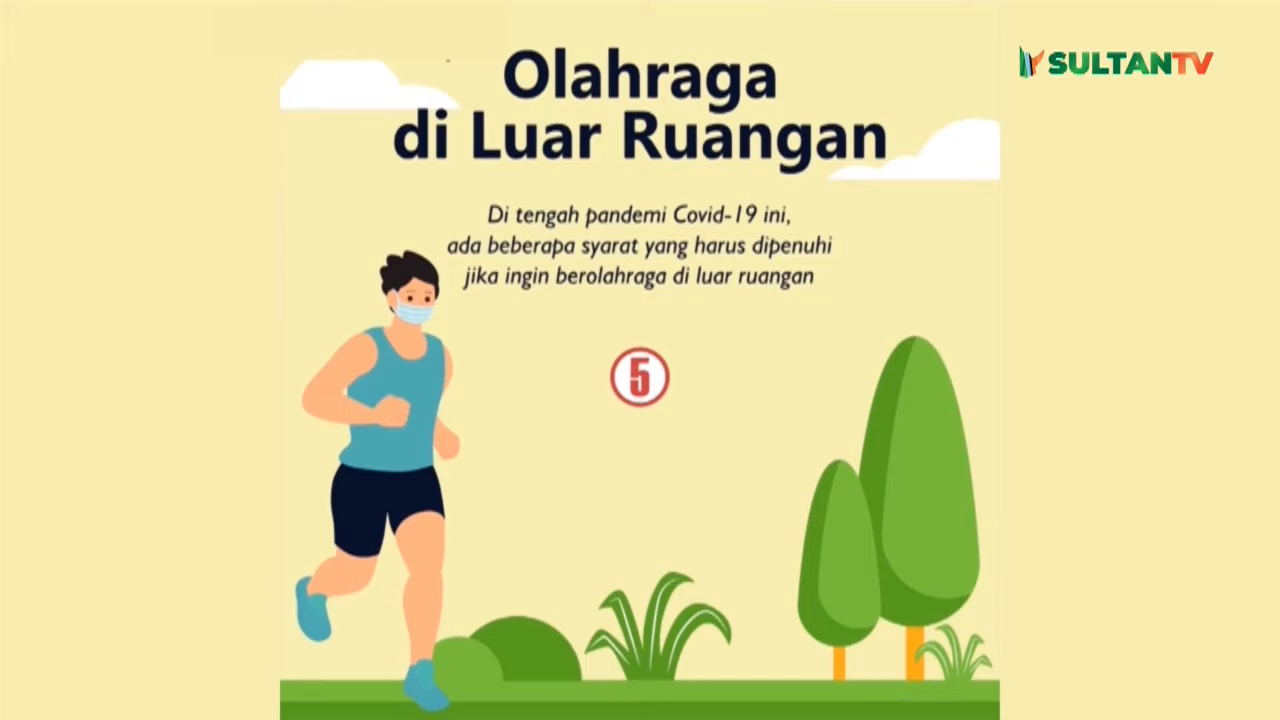 SULTANTV
Olahraga
di Luar Ruangan
Di tengah pandemi Covid-19 ini,
ada beberapa syarat yang harus dipenuhi
jika ingin berolahraga di luar ruangan
5